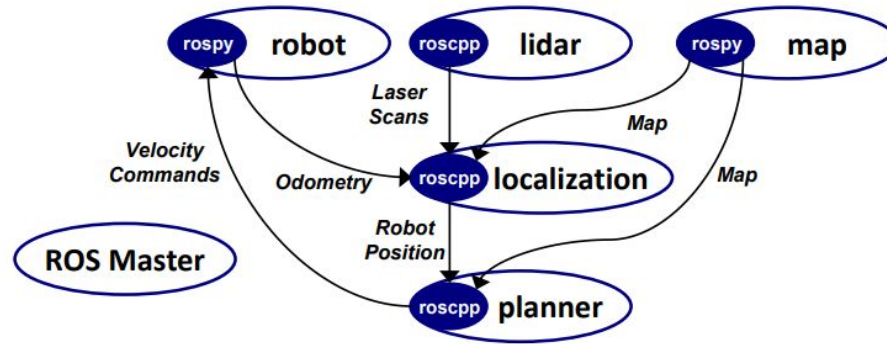 rospy robot
roscpp lidar
rospy map
Laser
Scans
Map
Velocity
Commands
Odometry
roscpp localization
Map
Robot
Position
ROS Master
roscpp planner